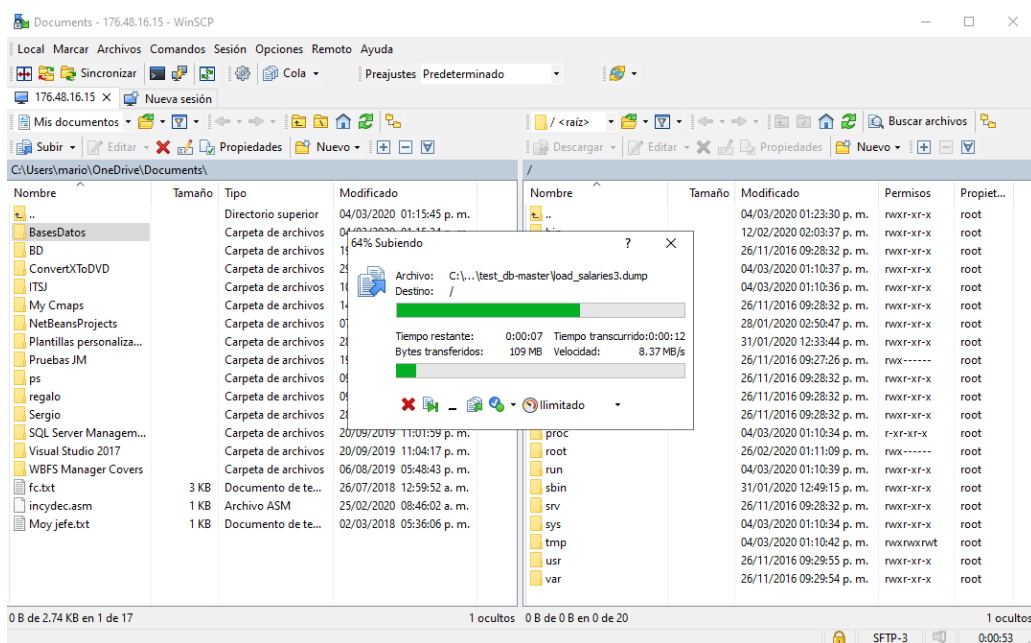 Documents - 176.48.16.15 - WinSCP
Local Marcar Archivos Comandos Sesión Opciones Remoto Ayuda
Sincronizar Cola Preajustes Predeterminado
176.48.16.15 Nueva sesión
Mis documentos / <raíz> Buscar archivos
Subir Editar Propiedades Nuevo Descargar Editar Propiedades Nuevo
C:\Users\mario\OneDrive\Documents\ /
Nombre Tamaño Tipo Modificado Nombre Tamaño Modificado Permisos Propiet...
.. Directorio superior 04/03/2020 01:15:45 p. m. .. 04/03/2020 01:23:30 p. m. rwxr-xr-x root
BasesDatos Carpeta de archivos 12/02/2020 02:03:37 p. m. rwxr-xr-x root
BD Carpeta de archivos 26/11/2016 09:28:32 p. m. rwxr-xr-x root
ConvertXToDVD Carpeta de archivos 04/03/2020 01:10:37 p. m. rwxr-xr-x root
ITSJ Carpeta de archivos 04/03/2020 01:10:36 p. m. rwxr-xr-x root
My Cmaps Carpeta de archivos 26/11/2016 09:28:32 p. m. rwxr-xr-x root
NetBeansProjects Carpeta de archivos 28/01/2020 02:50:47 p. m. rwxr-xr-x root
Plantillas personaliza... Carpeta de archivos 31/01/2020 12:33:44 p. m. rwxr-xr-x root
Pruebas JM Carpeta de archivos 26/11/2016 09:27:26 p. m. rwx------ root
ps Carpeta de archivos 26/11/2016 09:28:32 p. m. rwxr-xr-x root
regalo Carpeta de archivos 26/11/2016 09:28:32 p. m. rwxr-xr-x root
Sergio Carpeta de archivos 26/11/2016 09:28:32 p. m. rwxr-xr-x root
SQL Server Managem... Carpeta de archivos 20/09/2019 11:01:59 p. m. proc 04/03/2020 01:10:34 p. m. r-xr-xr-x root
Visual Studio 2017 Carpeta de archivos 20/09/2019 11:04:17 p. m. root 26/02/2020 01:11:09 p. m. rwx------ root
WBFS Manager Covers Carpeta de archivos 06/08/2019 05:48:43 p. m. run 04/03/2020 01:10:39 p. m. rwxr-xr-x root
fc.txt 3 KB Documento de te... 26/07/2018 12:59:52 a. m. sbin 31/01/2020 12:49:15 p. m. rwxr-xr-x root
incydec.asm 1 KB Archivo ASM 25/02/2020 08:46:02 a. m. srv 26/11/2016 09:28:32 p. m. rwxr-xr-x root
Moy jefe.txt 1 KB Documento de te... 02/03/2018 05:36:06 p. m. sys 04/03/2020 01:10:34 p. m. rwxr-xr-x root
tmp 04/03/2020 01:10:42 p. m. rwxrwxrwt root
usr 26/11/2016 09:29:55 p. m. rwxr-xr-x root
var 26/11/2016 09:29:54 p. m. rwxr-xr-x root
64% Subiendo ? 
Archivo: C:\...\test_db-master\load_salaries3.dump
Destino: /
Tiempo restante: 0:00:07 Tiempo transcurrido:0:00:12
Bytes transferidos: 109 MB Velocidad: 8.37 MB/s
Ilimitado
0 B de 2.74 KB en 1 de 17 1 ocultos 0 B de 0 B en 0 de 20 1 ocultos
SFTP-3 0:00:53